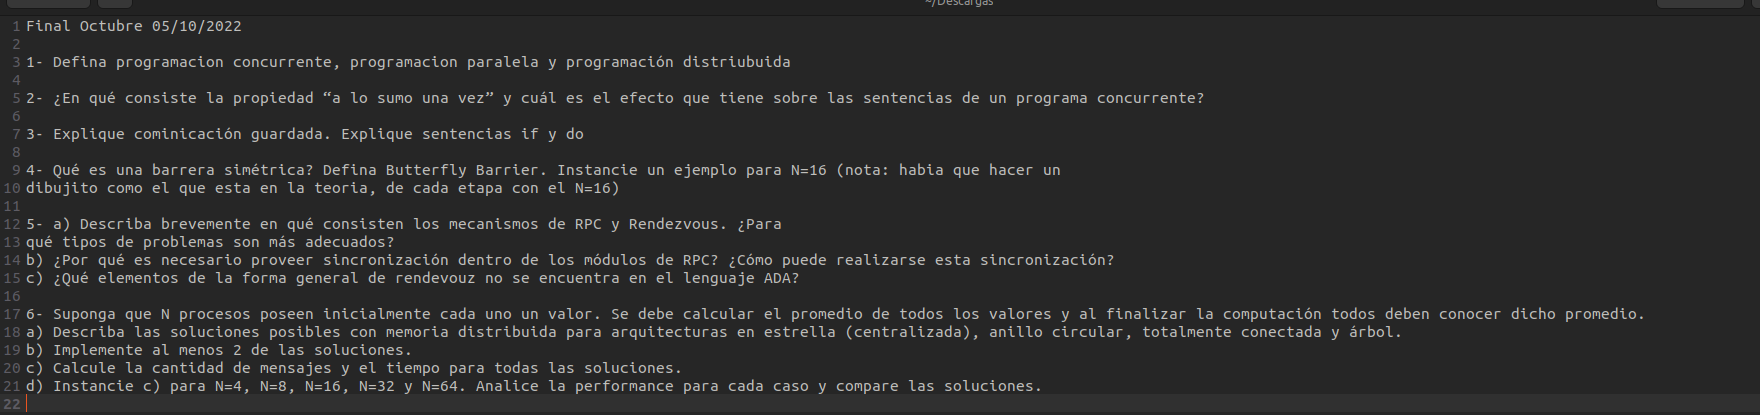 ~/Descargas
1 Final Octubre 05/10/2022
2
3 1- Defina programacion concurrente, programacion paralela y programación distriubuida
4
5 2- ¿En qué consiste la propiedad “a lo sumo una vez” y cuál es el efecto que tiene sobre las sentencias de un programa concurrente?
6
7 3- Explique cominicación guardada. Explique sentencias if y do
8
9 4- Qué es una barrera simétrica? Defina Butterfly Barrier. Instancie un ejemplo para N=16 (nota: habia que hacer un
10 dibujito como el que esta en la teoria, de cada etapa con el N=16)
11
12 5- a) Describa brevemente en qué consisten los mecanismos de RPC y Rendezvous. ¿Para
13 qué tipos de problemas son más adecuados?
14 b) ¿Por qué es necesario proveer sincronización dentro de los módulos de RPC? ¿Cómo puede realizarse esta sincronización?
15 c) ¿Qué elementos de la forma general de rendevouz no se encuentra en el lenguaje ADA?
16
17 6- Suponga que N procesos poseen inicialmente cada uno un valor. Se debe calcular el promedio de todos los valores y al finalizar la computación todos deben conocer dicho promedio.
18 a) Describa las soluciones posibles con memoria distribuida para arquitecturas en estrella (centralizada), anillo circular, totalmente conectada y árbol.
19 b) Implemente al menos 2 de las soluciones.
20 c) Calcule la cantidad de mensajes y el tiempo para todas las soluciones.
21 d) Instancie c) para N=4, N=8, N=16, N=32 y N=64. Analice la performance para cada caso y compare las soluciones.
22